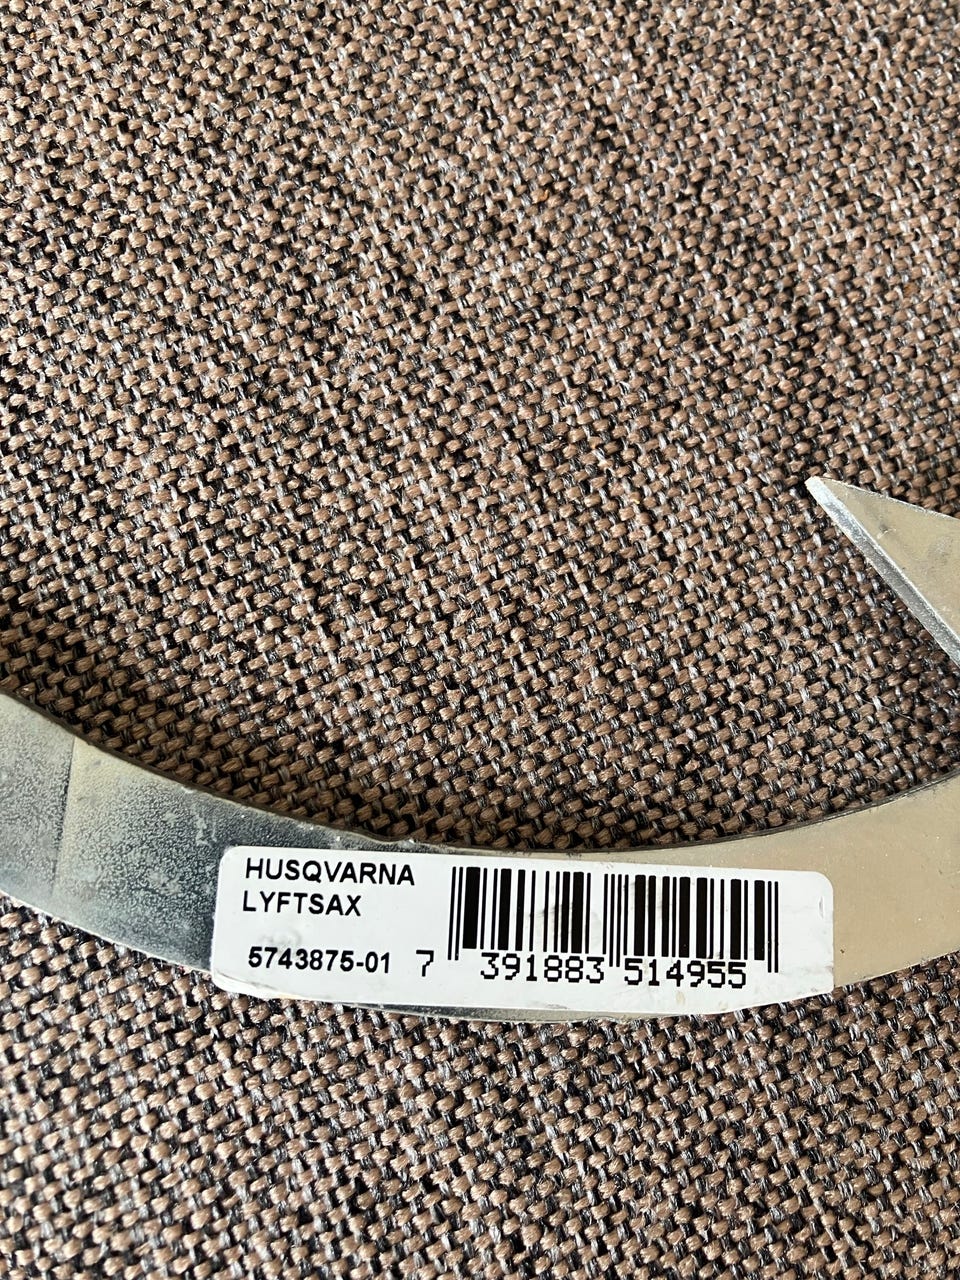 HUSQVARNA
LYFTSAX
5743875-01
7 391883 514955